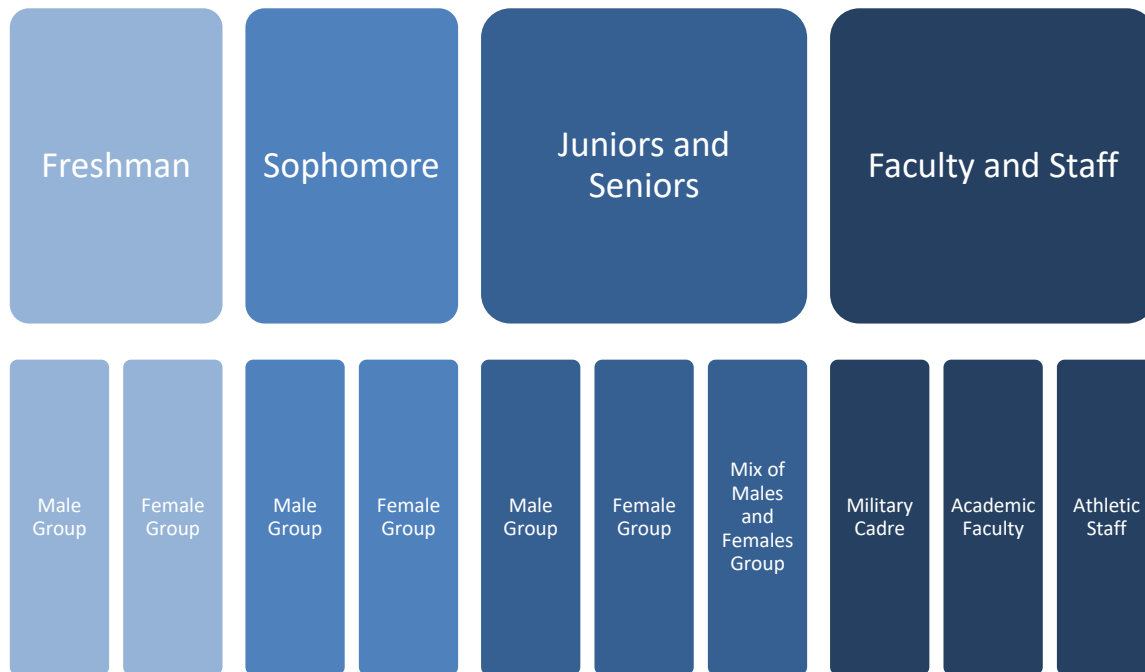 Freshman
Sophomore
Juniors and
Seniors
Faculty and Staff
Male
Group
Female
Group
Male
Group
Female
Group
Male
Group
Female
Group
Mix of
Males
and
Females
Group
Military
Cadre
Academic
Faculty
Athletic
Staff